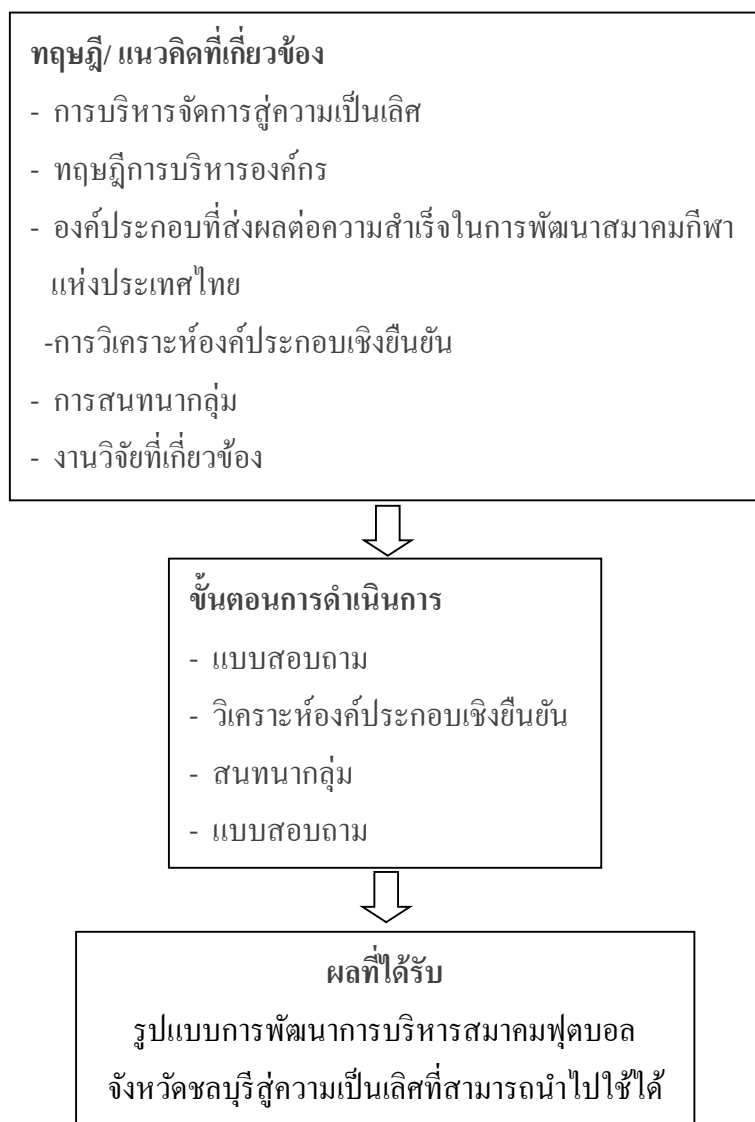 ทฤษฎี/ แนวคิดที่เกี่ยวข้อง
- การบริหารจัดการสู่ความเป็นเลิศ
- ทฤษฎีการบริหารองค์กร
- องค์ประกอบที่ส่งผลต่อความสำเร็จในการพัฒนาสมาคมกีฬา
แห่งประเทศไทย
-การวิเคราะห์องค์ประกอบเชิงยืนยัน
- การสนทนากลุ่ม
- งานวิจัยที่เกี่ยวข้อง
ขั้นตอนการดำเนินการ
- แบบสอบถาม
- วิเคราะห์องค์ประกอบเชิงยืนยัน
- สนทนากลุ่ม
- แบบสอบถาม
ผลที่ได้รับ
รูปแบบการพัฒนาการบริหารสมาคมฟุตบอล
จังหวัดชลบุรีสู่ความเป็นเลิศที่สามารถนำไปใช้ได้